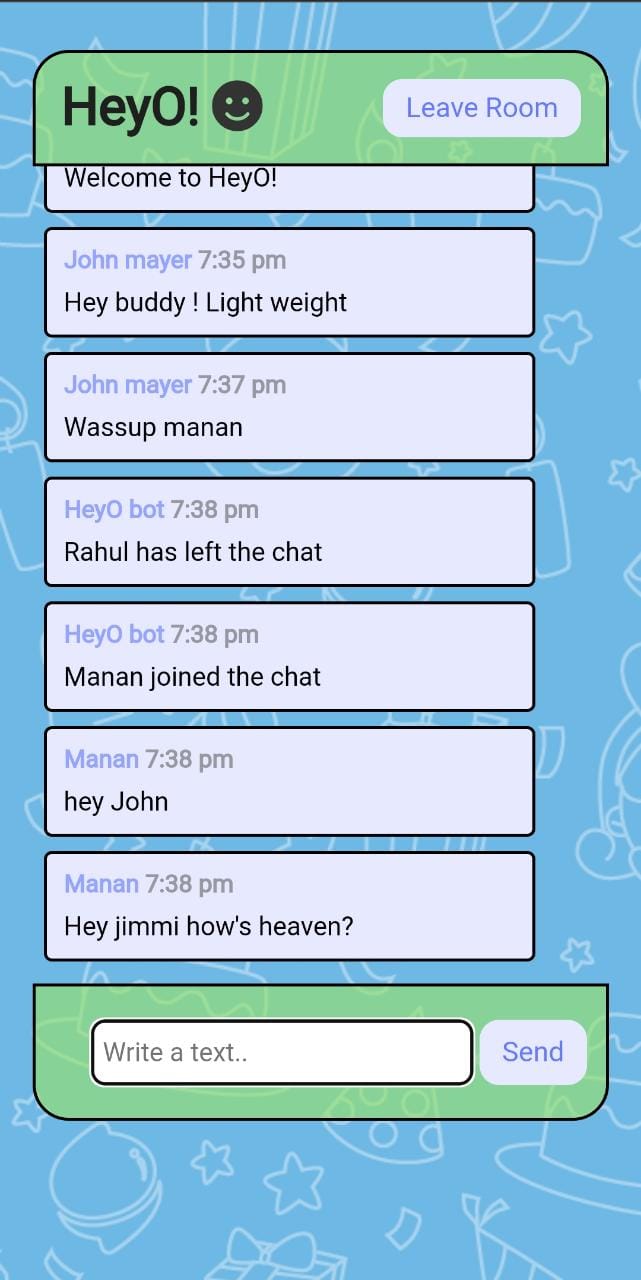 HeyO!
Leave Room
Welcome to HeyO!
John mayer 7:35 pm
Hey buddy ! Light weight
John mayer 7:37 pm
Wassup manan
HeyO bot 7:38 pm
Rahul has left the chat
HeyO bot 7:38 pm
Manan joined the chat
Manan 7:38 pm
hey John
Manan 7:38 pm
Hey jimmi how's heaven?
Write a text..
Send